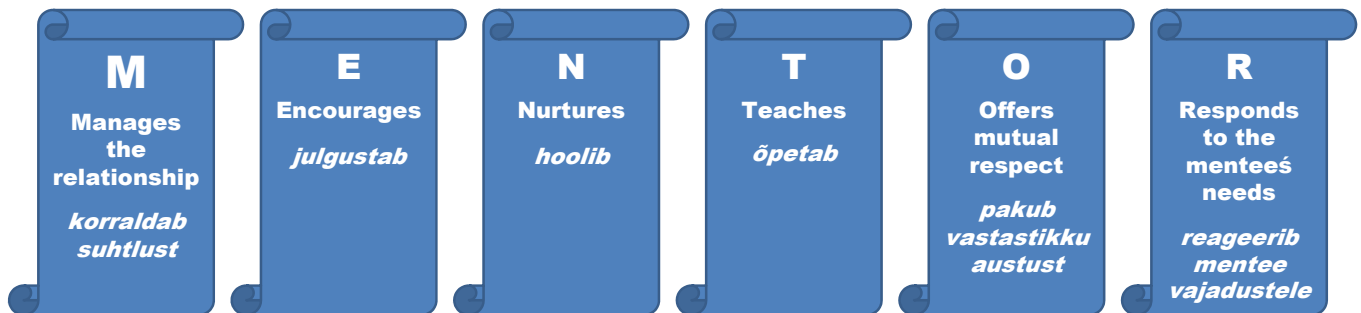 M
Manages
the
relationship
korraldab
suhtlust
E
Encourages
julgustab
N
Nurtures
hoolib
T
Teaches
õpetab
O
Offers
mutual
respect
pakub
vastastikku
austust
R
Responds
to the
menteeś
needs
reageerib
mentee
vajadustele